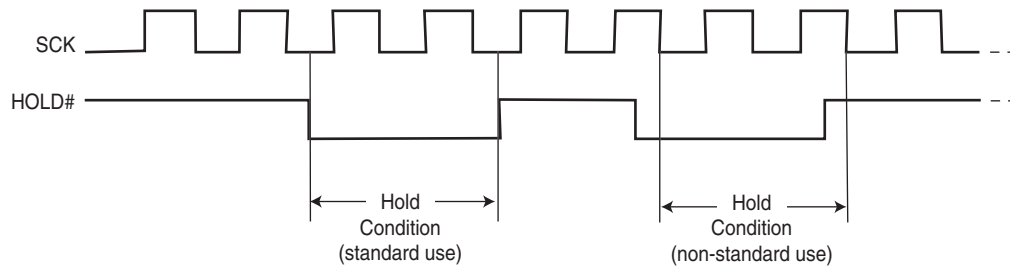 SCK
HOLD#
Hold
Condition
(standard use)
Hold
Condition
(non-standard use)